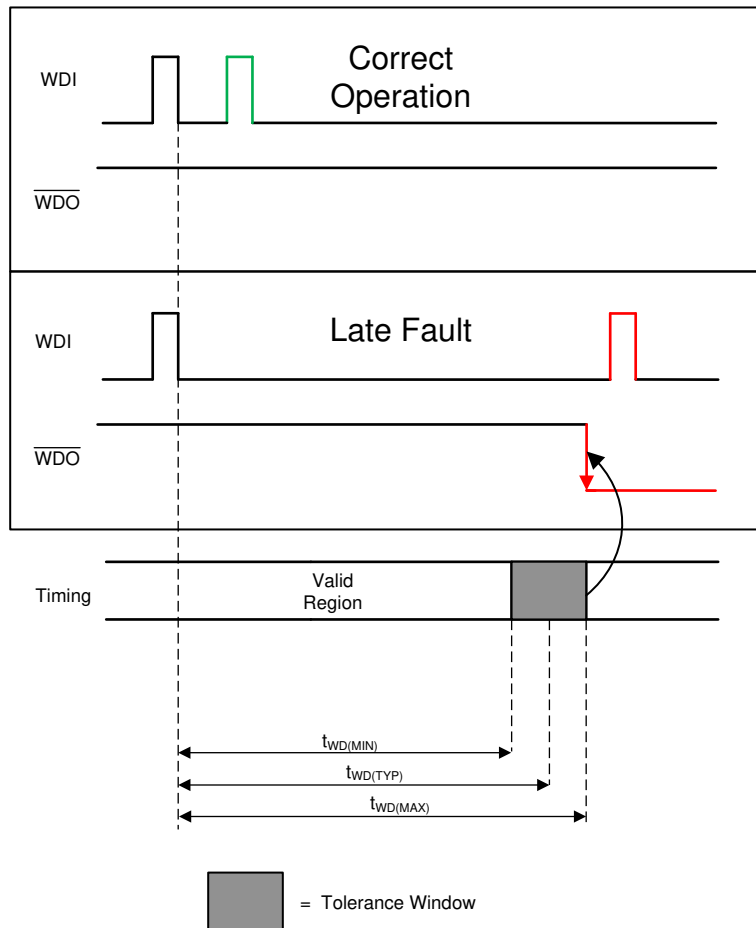 WDI
Correct
Operation
WDO
WDI
Late Fault
WDO
Timing
Valid
Region
tWD(MIN)
tWD(TYP)
tWD(MAX)
= Tolerance Window